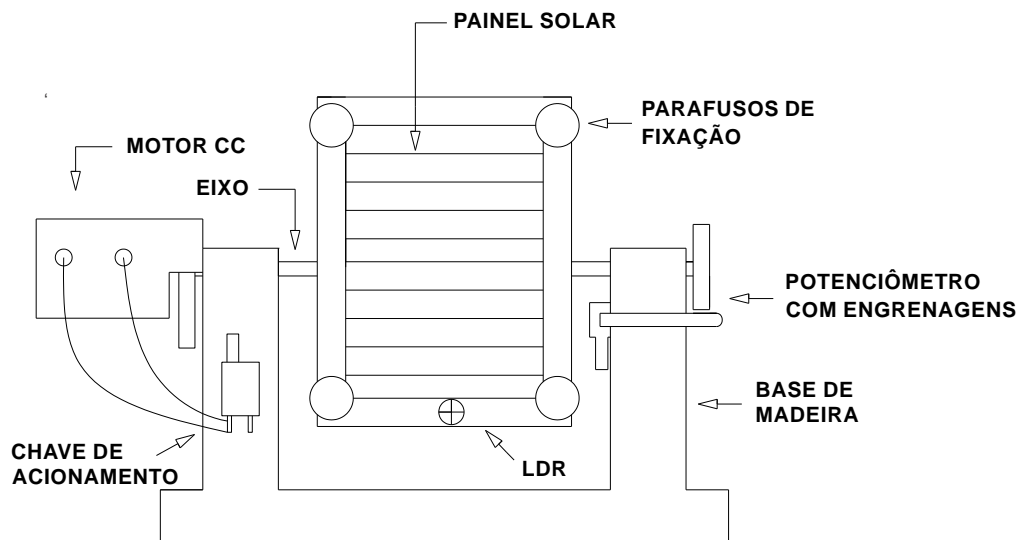 PAINEL SOLAR
PARAFUSOS DE
FIXAÇÃO
MOTOR CC
EIXO
POTENCIÔMETRO
COM ENGRENAGENS
BASE DE
MADEIRA
CHAVE DE
ACIONAMENTO
LDR